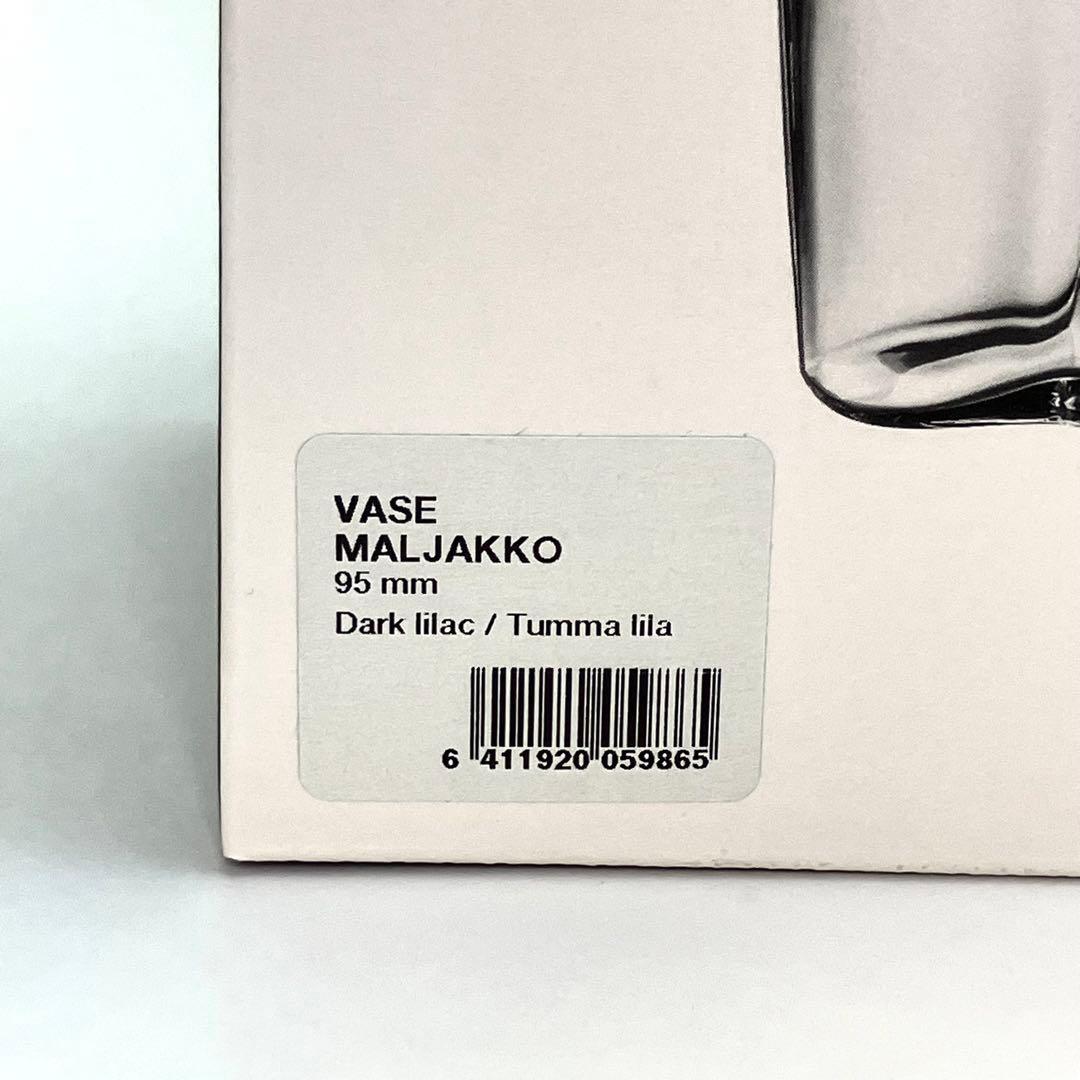 VASE
MALJAKKO
95 mm
Dark lilac / Tumma lila
6 411920 059865